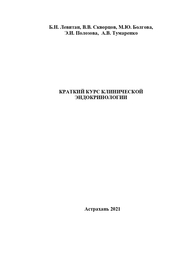 Б.Н. Левитан, В.В. Скворцов, М.Ю. Болгова,
Э.И. Полозова, А.В. Тумаренко
КРАТКИЙ КУРС КЛИНИЧЕСКОЙ
ЭНДОКРИНОЛОГИИ
Астрахань 2021